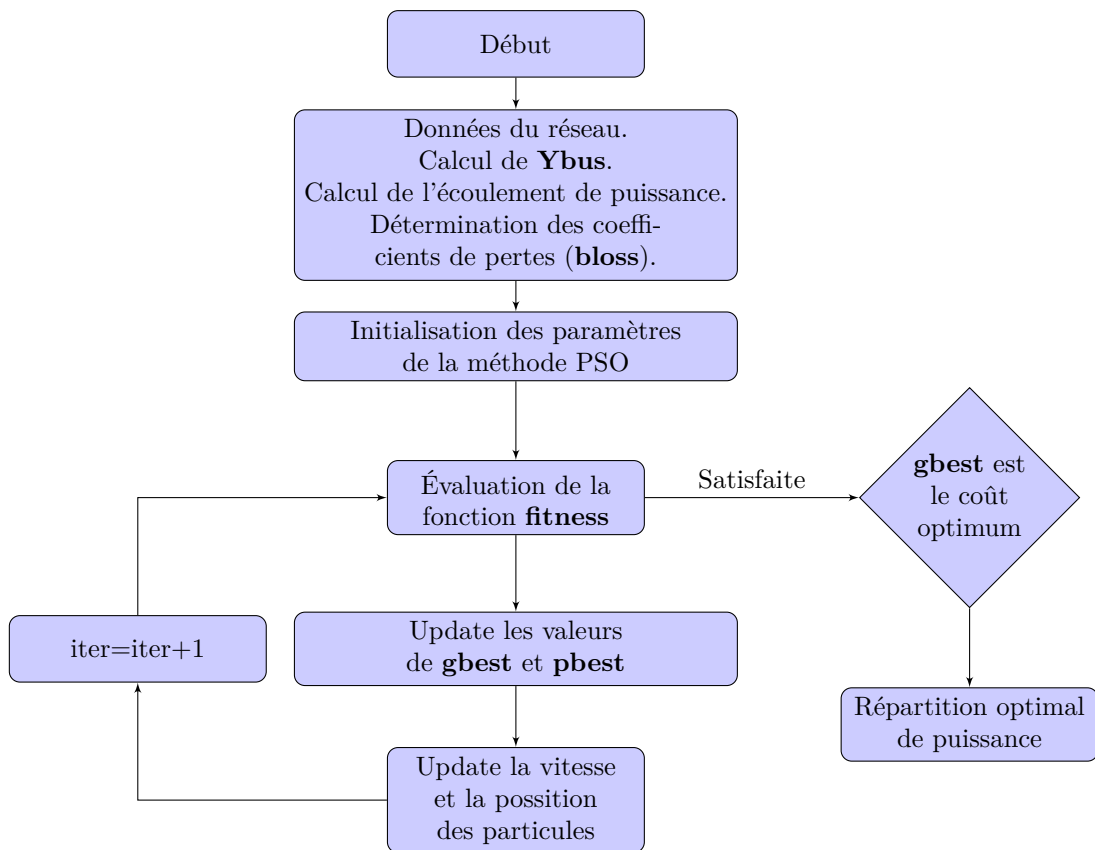 Début
Données du réseau.
Calcul de Ybus.
Calcul de l'écoulement de puissance.
Détermination des coeffi-
cients de pertes (bloss).
Initialisation des paramètres
de la méthode PSO
Évaluation de la
fonction fitness
Satisfaite
gbest est
le coût
optimum
Update les valeurs
de gbest et pbest
iter=iter+1
Répartition optimal
de puissance
Update la vitesse
et la possition
des particules